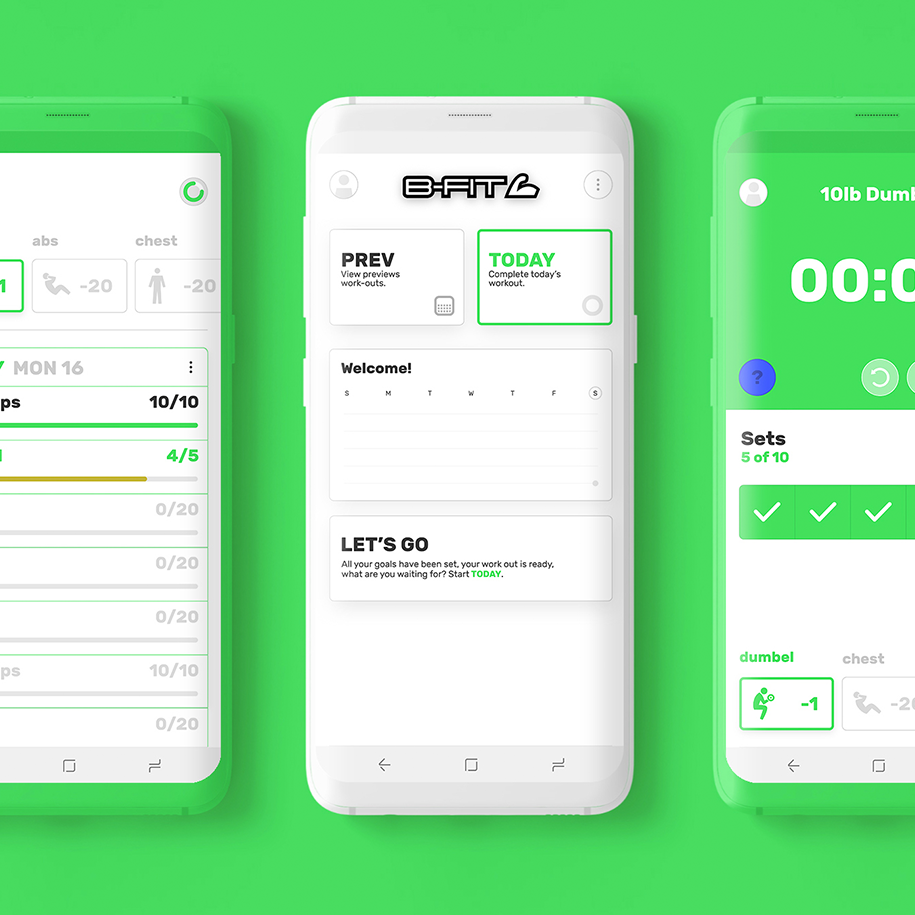 abs chest
1 -20 -20
MON 16
ps 10/10
4/5
0/20
0/20
0/20
ps 10/10
0/20
B-FIT
PREV
View previews
work-outs.
TODAY
Complete today's
workout.
Welcome!
S M T W T F S
LET'S GO
All your goals have been set, your work out is ready,
what are you waiting for? Start TODAY.
10lb Dumb
00:0
?
Sets
5 of 10
dumbel chest
-1 -20